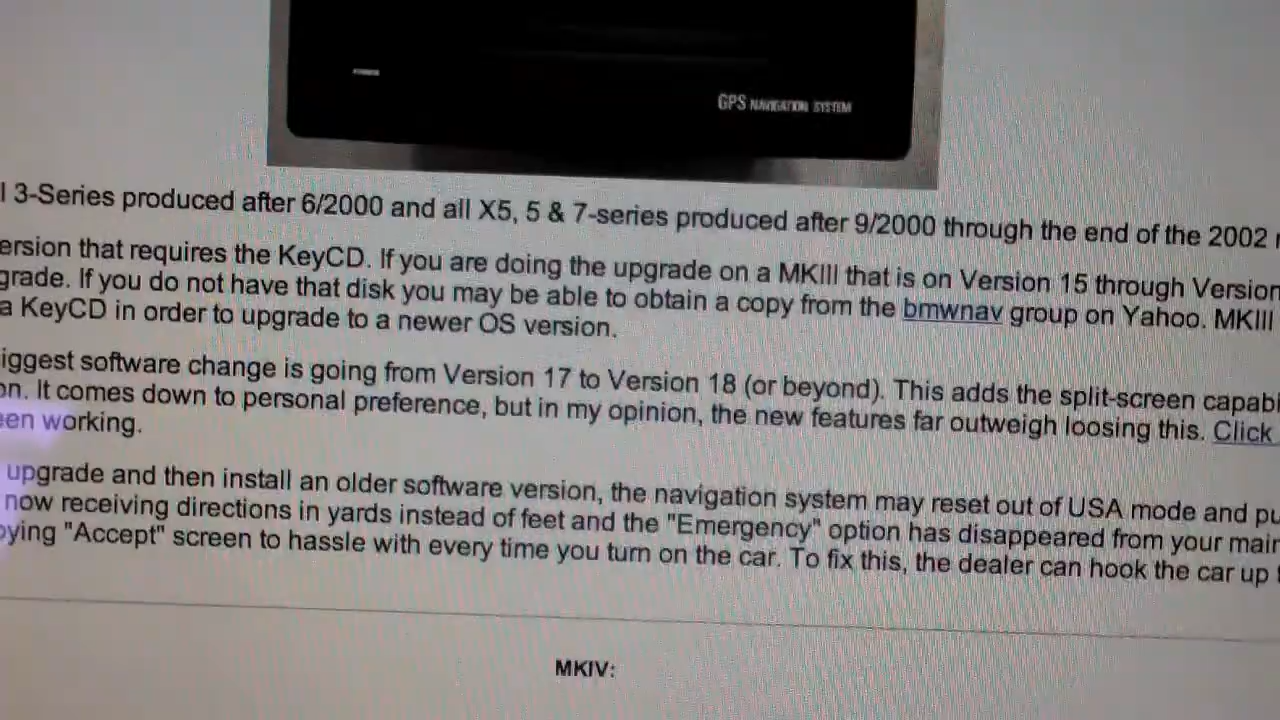 GPS NAVIGATION SYSTEM
l 3-Series produced after 6/2000 and all X5, 5 & 7-series produced after 9/2000 through the end of the 2002
ersion that requires the KeyCD. If you are doing the upgrade on a MKIII that is on Version 15 through Version
grade. If you do not have that disk you may be able to obtain a copy from the bmwnav group on Yahoo. MKIII
a KeyCD in order to upgrade to a newer OS version.
iggest software change is going from Version 17 to Version 18 (or beyond). This adds the split-screen capabi
on. It comes down to personal preference, but in my opinion, the new features far outweigh loosing this. Click
een working.
upgrade and then install an older software version, the navigation system may reset out of USA mode and pu
now receiving directions in yards instead of feet and the "Emergency" option has disappeared from your main
oying "Accept" screen to hassle with every time you turn on the car. To fix this, the dealer can hook the car up
MKIV: